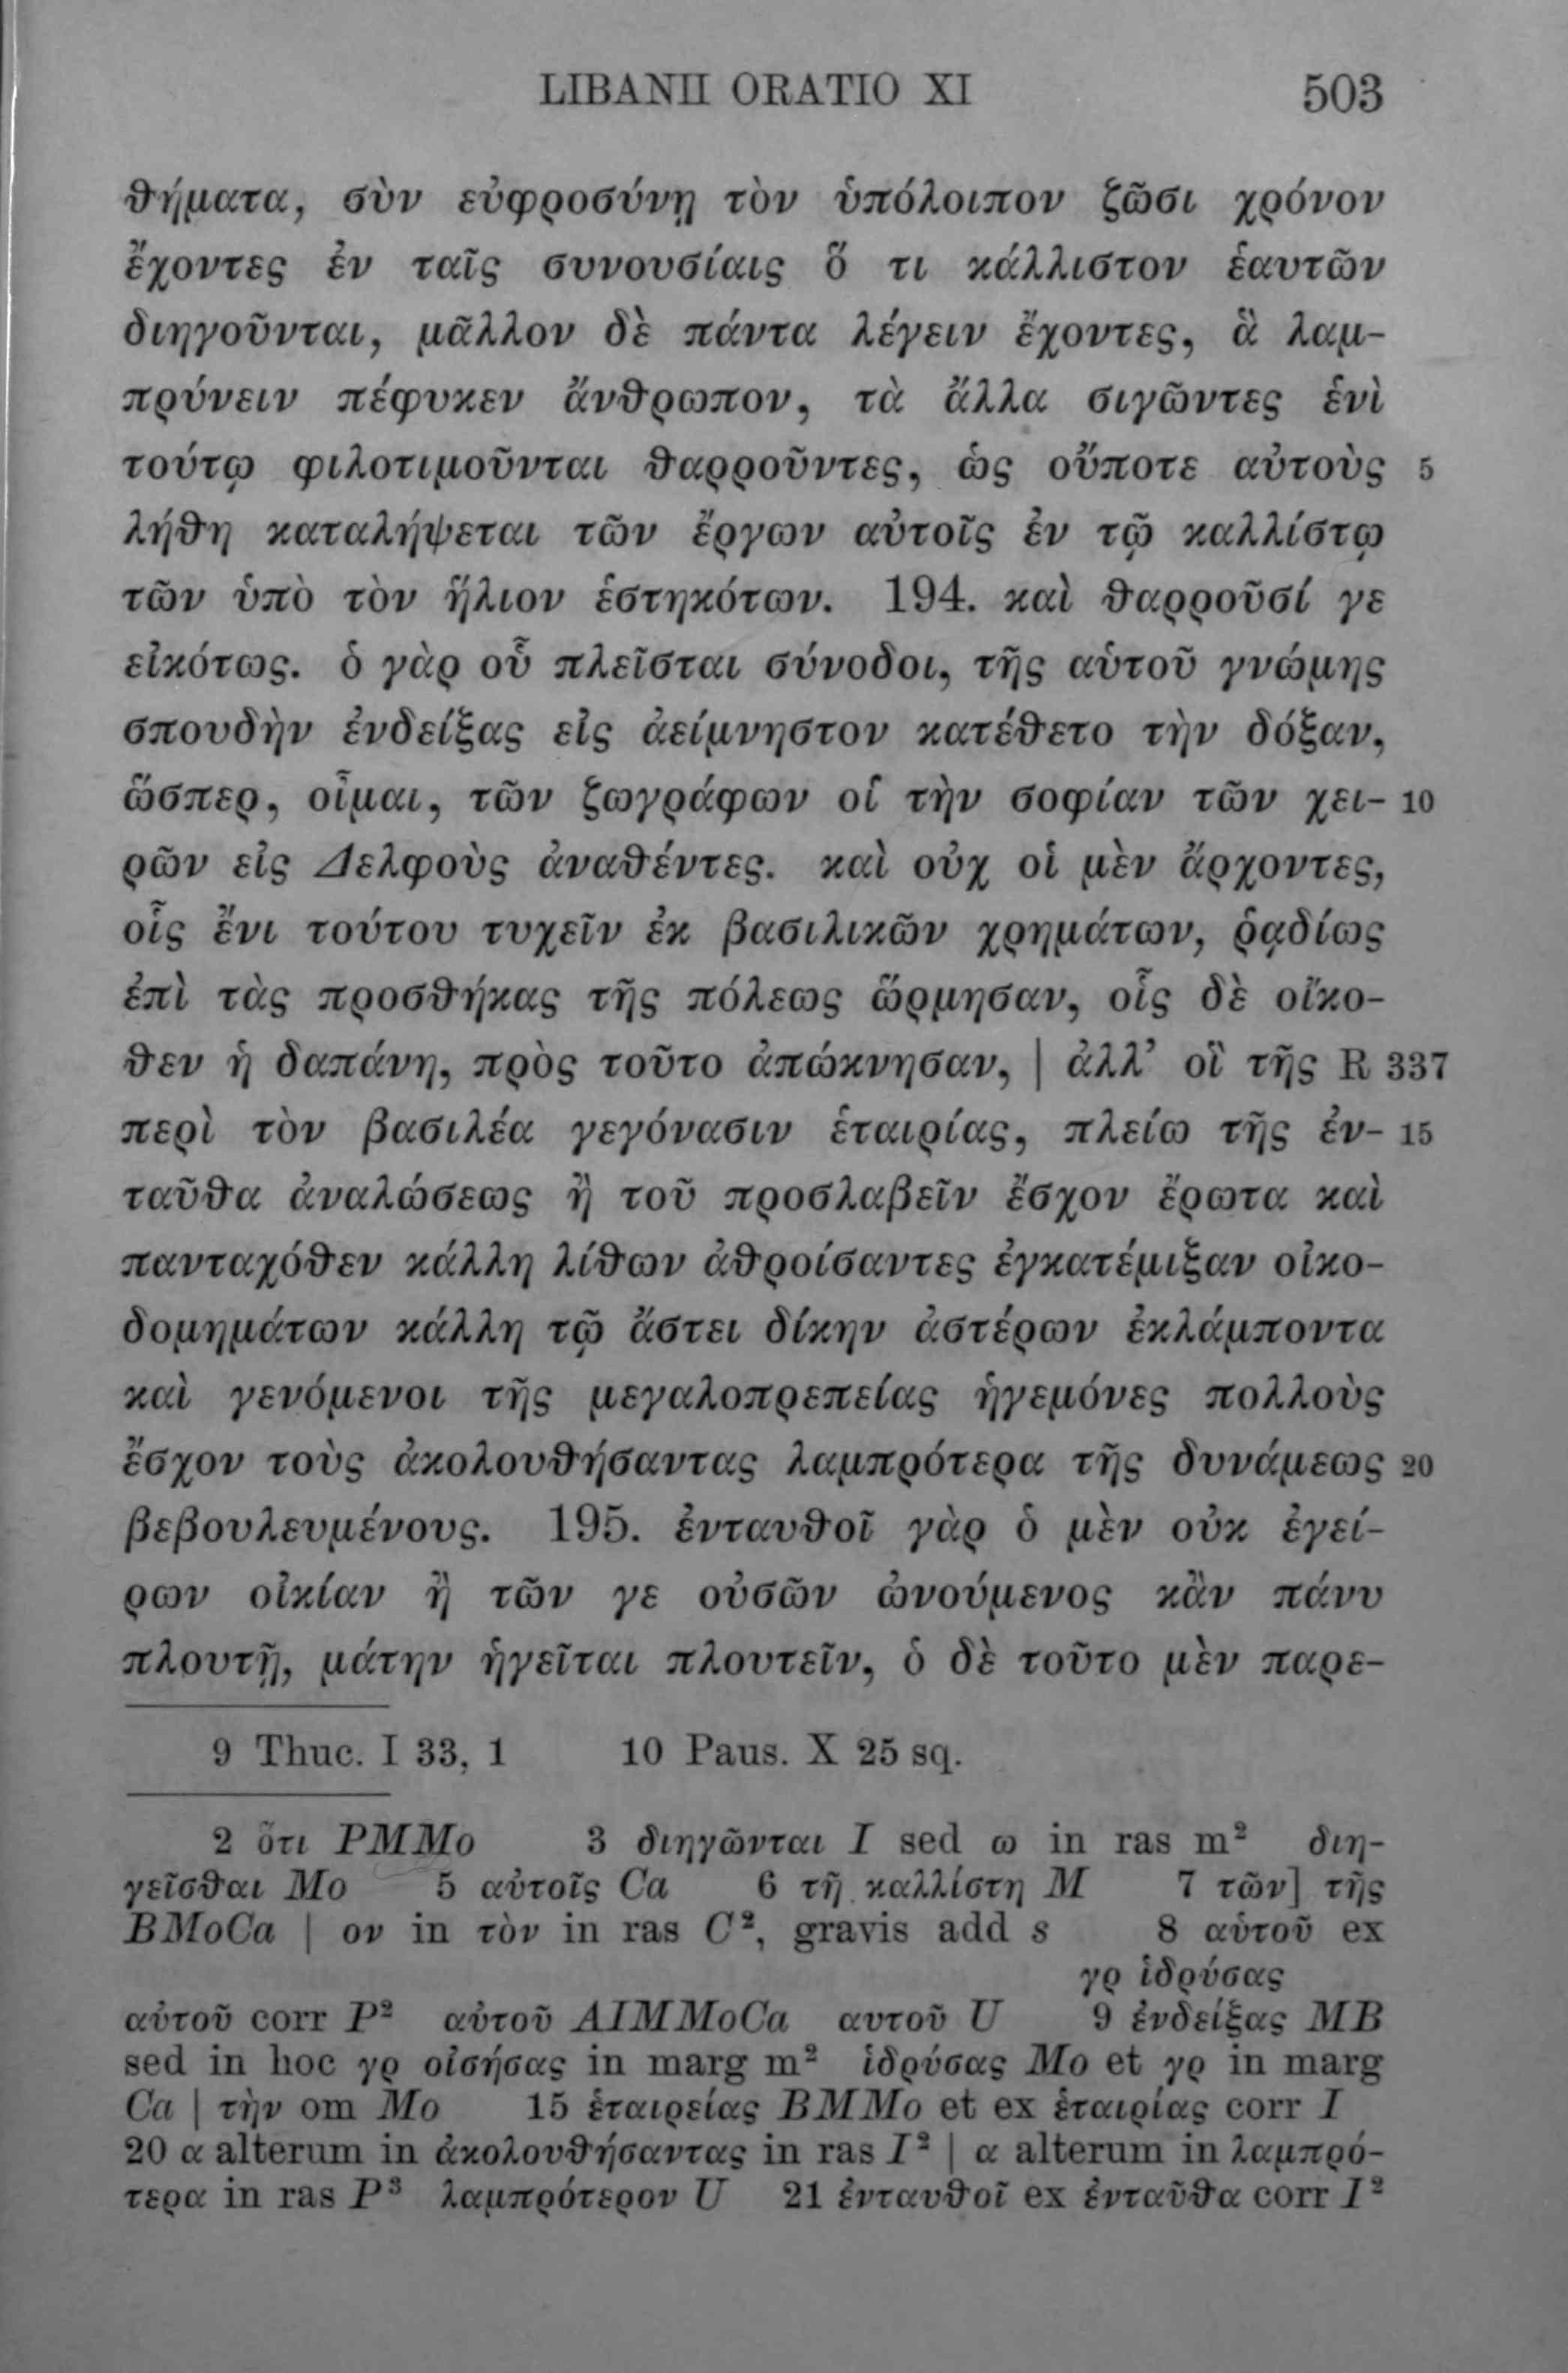 LIBANII ORATIO XI 503
θήματα, σὺν εὐφροσύνῃ τὸν ὑπόλοιπον ζῶσι χρόνον
ἔχοντες ἐν ταῖς συνουσίαις ὅ τι κάλλιστον ἑαυτῶν
διηγοῦνται, μᾶλλον δὲ πάντα λέγειν ἔχοντες, ἃ λαμ-
πρύνειν πέφυκεν ἄνθρωπον, τὰ ἄλλα σιγῶντες ἑνὶ
τούτῳ φιλοτιμοῦνται θαρροῦντες, ὡς οὔποτε αὐτοὺς 5
λήθη καταλήψεται τῶν ἔργων αὐτοῖς ἐν τῷ καλλίστῳ
τῶν ὑπὸ τὸν ἥλιον ἑστηκότων. 194. καὶ θαρροῦσί γε
εἰκότως. ὁ γὰρ οὗ πλεῖσται σύνοδοι, τῆς αὑτοῦ γνώμης
σπουδὴν ἐνδείξας εἰς ἀείμνηστον κατέθετο τὴν δόξαν,
ὥσπερ, οἶμαι, τῶν ζωγράφων οἱ τὴν σοφίαν τῶν χει- 10
ρῶν εἰς Δελφοὺς ἀναθέντες. καὶ οὐχ οἱ μὲν ἄρχοντες,
οἷς ἔνι τούτου τυχεῖν ἐκ βασιλικῶν χρημάτων, ῥᾳδίως
ἐπὶ τὰς προσθήκας τῆς πόλεως ὥρμησαν, οἷς δὲ οἴκο-
θεν ἡ δαπάνη, πρὸς τοῦτο ἀπώκνησαν, | ἀλλ’ οἳ τῆς R 337
περὶ τὸν βασιλέα γεγόνασιν ἑταιρίας, πλείω τῆς ἐν- 15
ταῦθα ἀναλώσεως ἢ τοῦ προσλαβεῖν ἔσχον ἔρωτα καὶ
πανταχόθεν κάλλη λίθων ἀθροίσαντες ἐγκατέμιξαν οἰκο-
δομημάτων κάλλη τῷ ἄστει δίκην ἀστέρων ἐκλάμποντα
καὶ γενόμενοι τῆς μεγαλοπρεπείας ἡγεμόνες πολλοὺς
ἔσχον τοὺς ἀκολουθήσαντας λαμπρότερα τῆς δυνάμεως 20
βεβουλευμένους. 195. ἐνταυθοῖ γὰρ ὁ μὲν οὐκ ἐγεί-
ρων οἰκίαν ἢ τῶν γε οὐσῶν ὠνούμενος κἂν πάνυ
πλουτῇ, μάτην ἡγεῖται πλουτεῖν, ὁ δὲ τοῦτο μὲν παρε-
9 Thuc. I 33, 1 10 Paus. X 25 sq.
2 ὅτι PMMo 3 διηγῶνται I sed ω in ras m² διη-
γεῖσθαι Mo 5 αὐτοῖς Ca 6 τῇ καλλίστῃ M 7 τῶν] τῆς
BMoCa | ον in τὸν in ras C², gravis add s 8 αὑτοῦ ex
γρ ἱδρύσας
αὐτοῦ corr P² αὐτοῦ AIMMoCa αυτοῦ U 9 ἐνδείξας MB
sed in hoc γρ οἰσήσας in marg m² ἱδρύσας Mo et γρ in marg
Ca | τὴν om Mo 15 ἑταιρείας BMMo et ex ἑταιρίας corr I
20 α alterum in ἀκολουθήσαντας in ras I² | α alterum in λαμπρό-
τερα in ras P³ λαμπρότερον U 21 ἐνταυθοῖ ex ἐνταῦθα corr I²